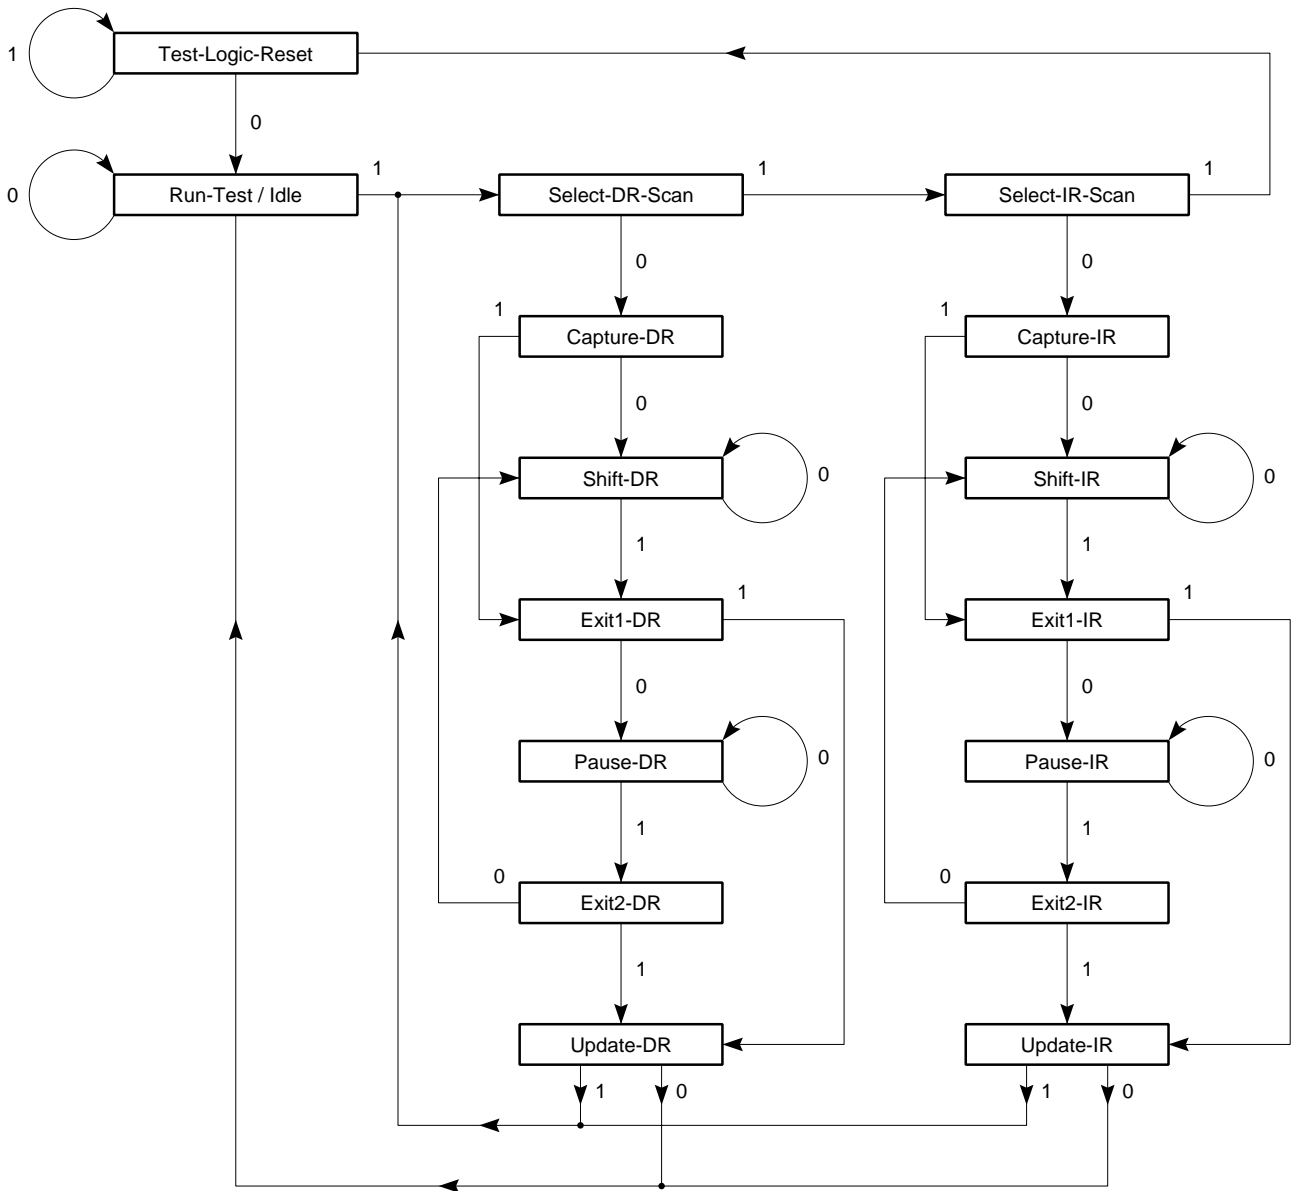 1 Test-Logic-Reset
0
0 Run-Test / Idle 1 Select-DR-Scan 1 Select-IR-Scan 1
0 0
1 Capture-DR 1 Capture-IR
0 0
Shift-DR 0 Shift-IR 0
1 1
Exit1-DR 1 Exit1-IR 1
0 0
Pause-DR 0 Pause-IR 0
1 1
0 Exit2-DR 0 Exit2-IR
1 1
Update-DR Update-IR
1 0 1 0